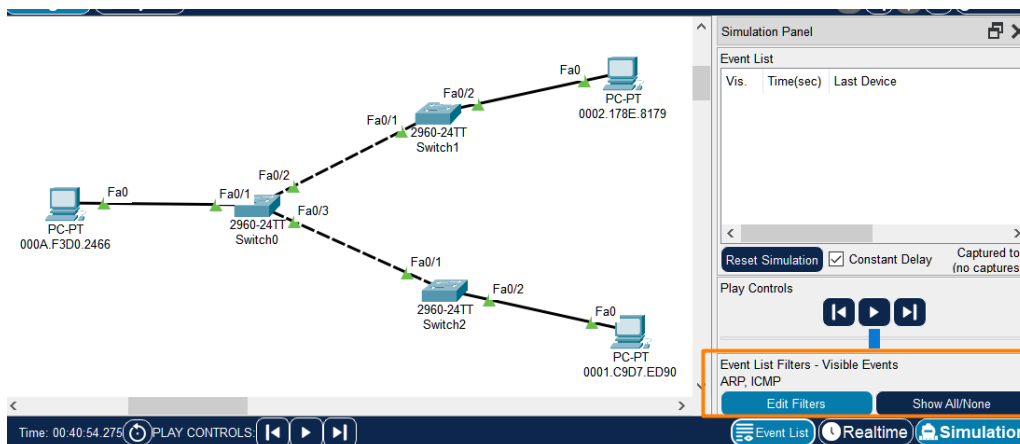 Simulation Panel
Event List
Vis. Time(sec) Last Device
Fa0
Fa0/2
PC-PT
0002.178E.8179
Fa0/1
2960-24TT
Switch1
Fa0/2
Fa0
Fa0/1
PC-PT
000A.F3D0.2466
2960-24TT
Switch0
Fa0/3
Fa0/1
Fa0/2
2960-24TT
Switch2
Fa0
PC-PT
0001.C9D7.ED90
Reset Simulation Constant Delay Captured to
(no captures
Play Controls
Event List Filters - Visible Events
ARP, ICMP
Edit Filters Show All/None
Time: 00:40:54.275 PLAY CONTROLS: Event List Realtime Simulation